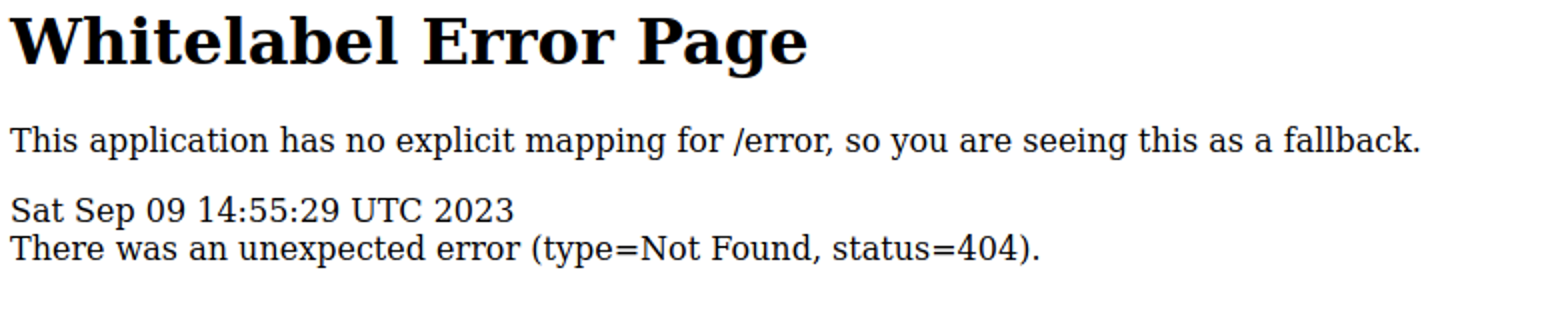 Whitelabel Error Page
This application has no explicit mapping for /error, so you are seeing this as a fallback.
Sat Sep 09 14:55:29 UTC 2023
There was an unexpected error (type=Not Found, status=404).